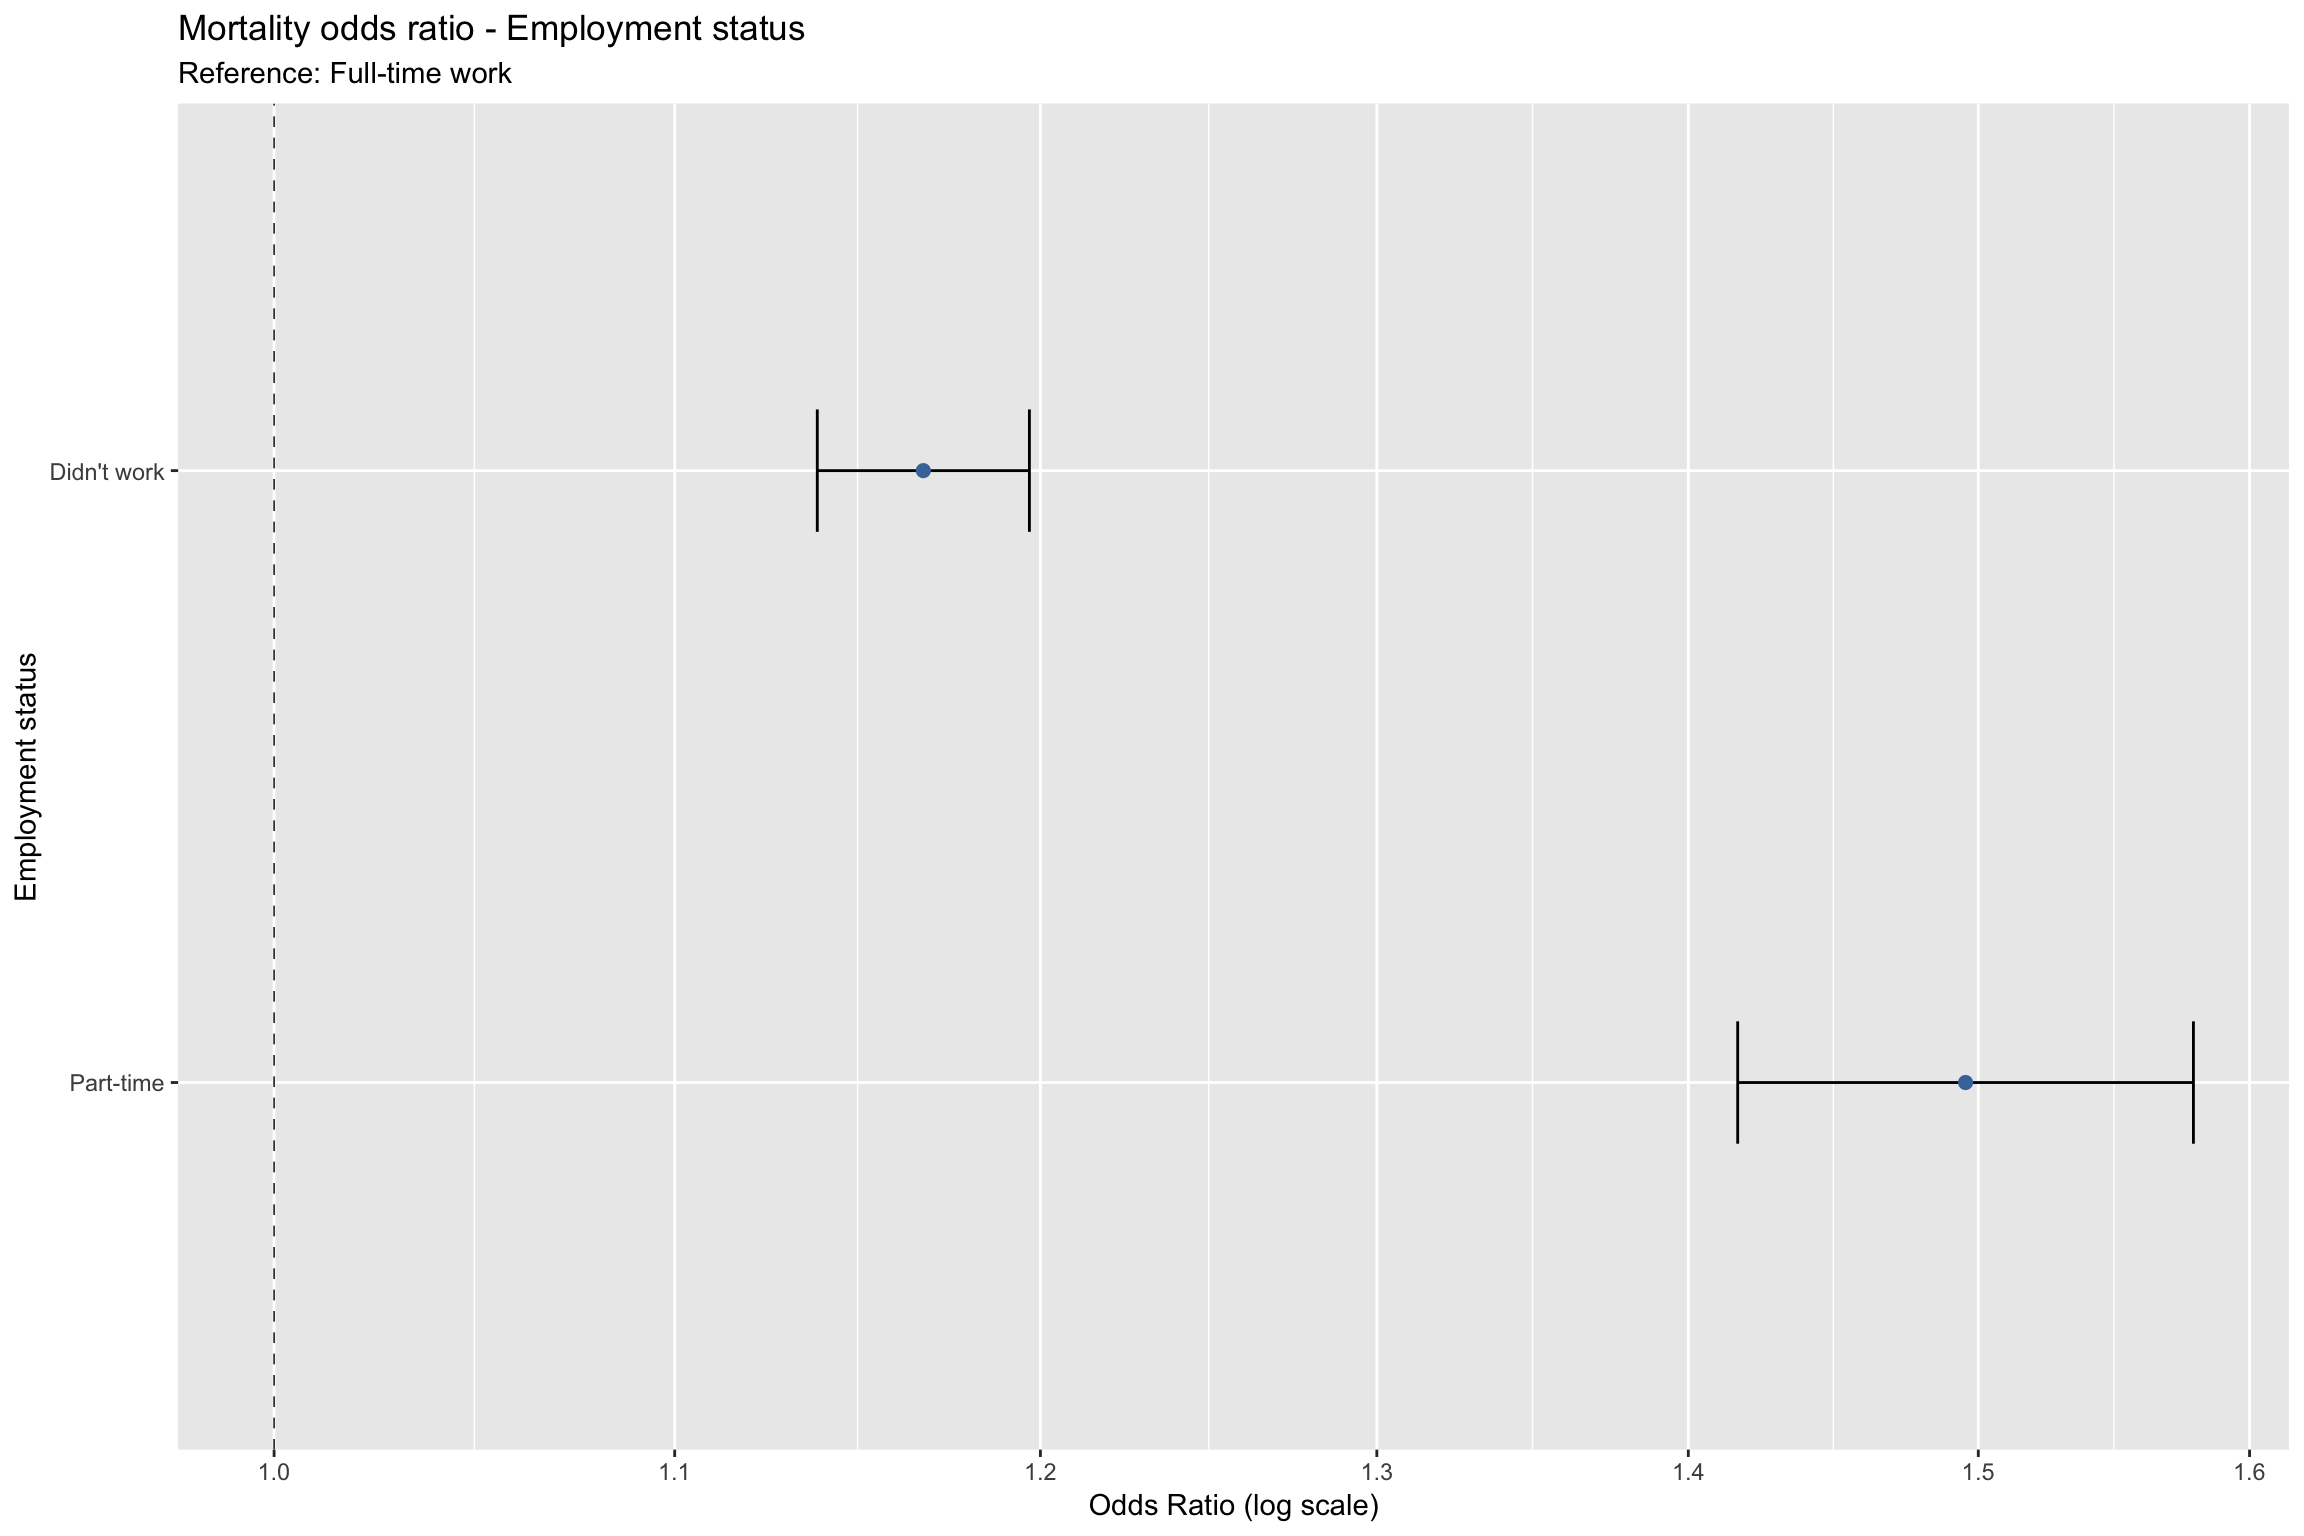 Mortality odds ratio - Employment status
Reference: Full-time work
Employment status
Didn't work
Part-time
1.0 1.1 1.2 1.3 1.4 1.5 1.6
Odds Ratio (log scale)